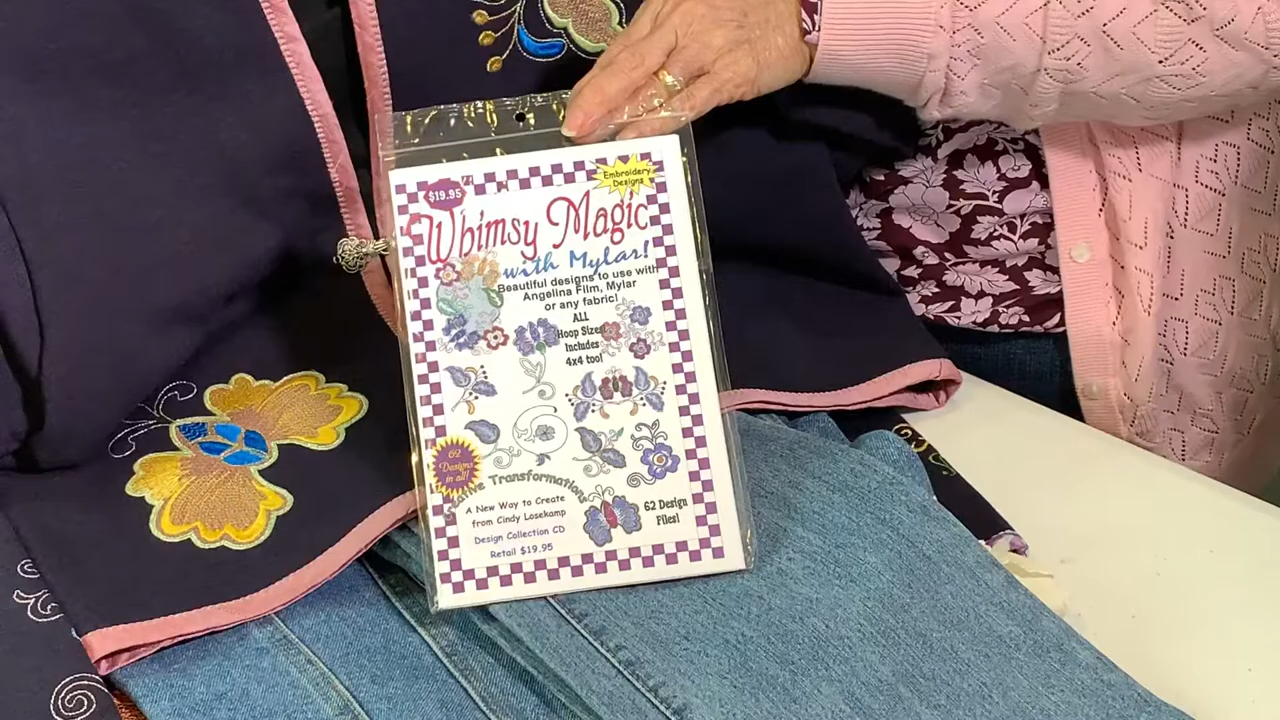 $19.95
Embroidery
Designs
Whimsy Magic
with Mylar!
Beautiful designs to use with
Angelina Film, Mylar
or any fabric!
ALL
Hoop Sizes
Includes
4x4 too!
62
Designs
in all!
Transformations
A New Way to Create
from Cindy Losekamp
Design Collection CD
Retail $19.95
62 Design
Files!